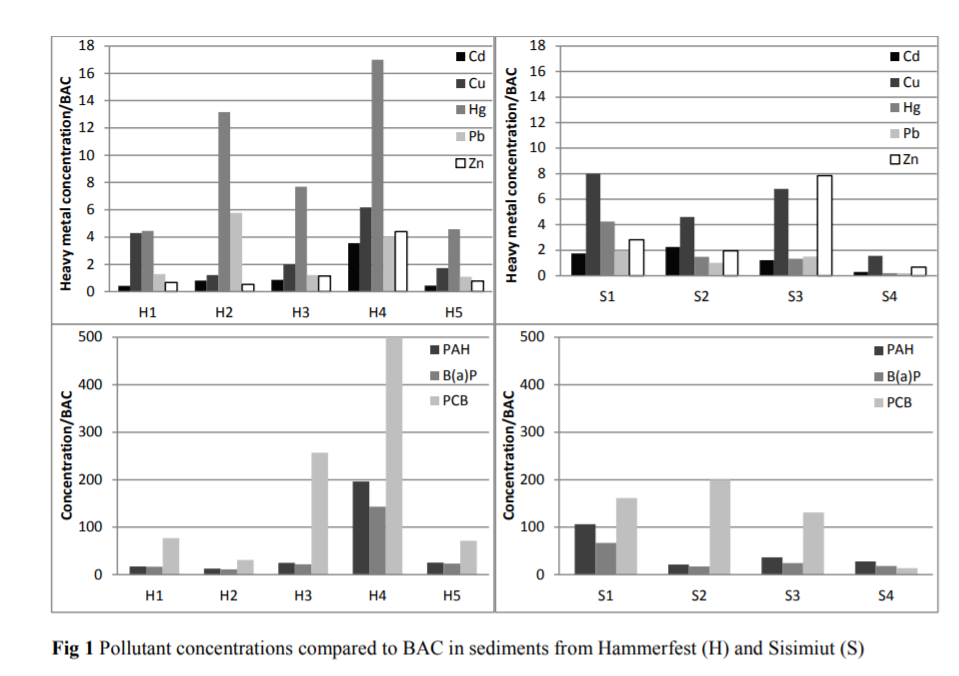 Heavy metal concentration/BAC
18
16
14
12
10
8
6
4
2
0
Cd
Cu
Hg
Pb
Zn
H1 H2 H3 H4 H5
Heavy metal concentration/BAC
18
16
14
12
10
8
6
4
2
0
Cd
Cu
Hg
Pb
Zn
S1 S2 S3 S4
Concentration/BAC
500
400
300
200
100
0
PAH
B(a)P
PCB
H1 H2 H3 H4 H5
Concentration/BAC
500
400
300
200
100
0
PAH
B(a)P
PCB
S1 S2 S3 S4
Fig 1 Pollutant concentrations compared to BAC in sediments from Hammerfest (H) and Sisimiut (S)